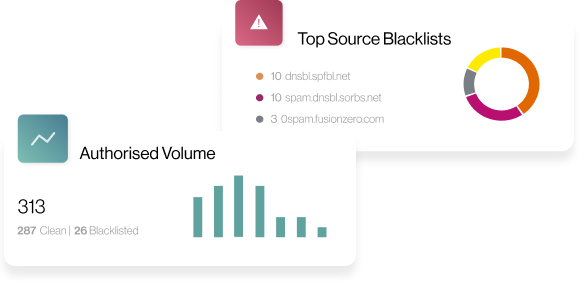 Top Source Blacklists
10 dnsbl.spfbl.net
10 spam.dnsbl.sorbs.net
3 0spam.fusionzero.com
Authorised Volume
313
287 Clean | 26 Blacklisted